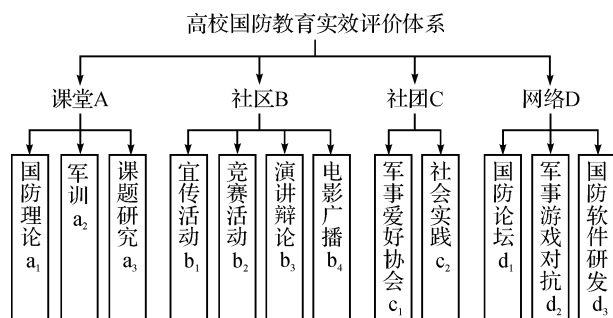 高校国防教育实效评价体系
课堂A
社区B
社团C
网络D
国防理论a₁
军训a₂
课题研究a₃
宣传活动b₁
竞赛活动b₂
演讲辩论b₃
电影广播b₄
军事爱好协会c₁
社会实践c₂
国防论坛d₁
军事游戏对抗d₂
国防软件研发d₃